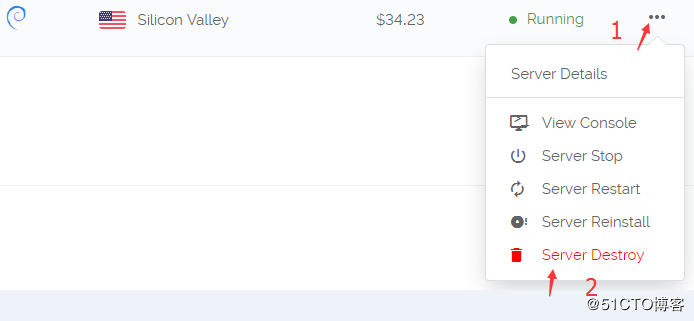 Silicon Valley $34.23 Running
1
Server Details
View Console
Server Stop
Server Restart
Server Reinstall
Server Destroy
2
@51CTO博客